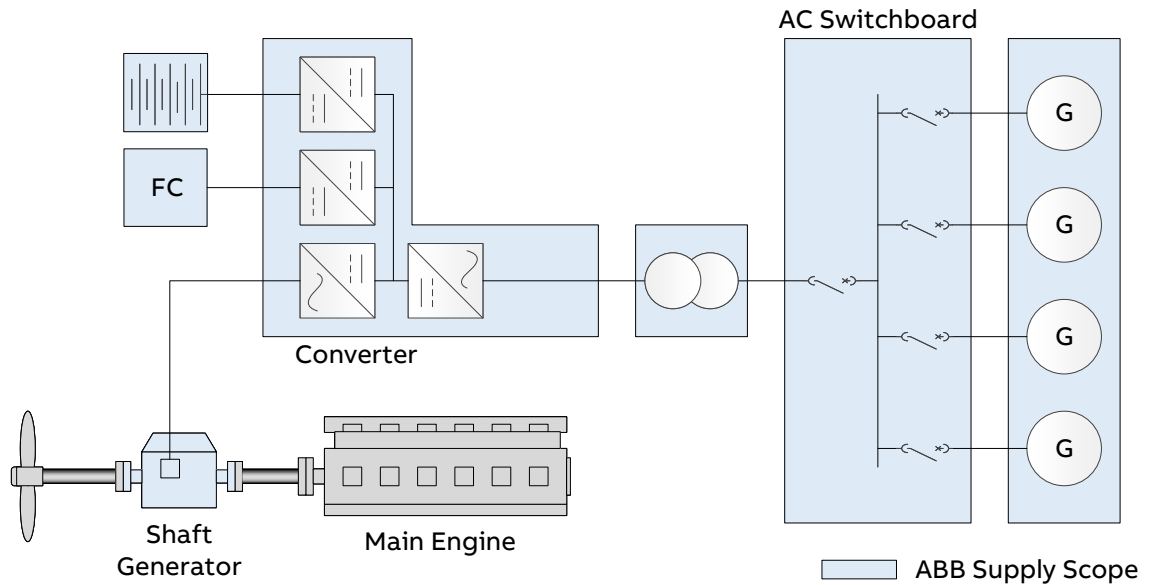 AC Switchboard
G
FC
G
Converter
G
G
Shaft
Generator
Main Engine
ABB Supply Scope